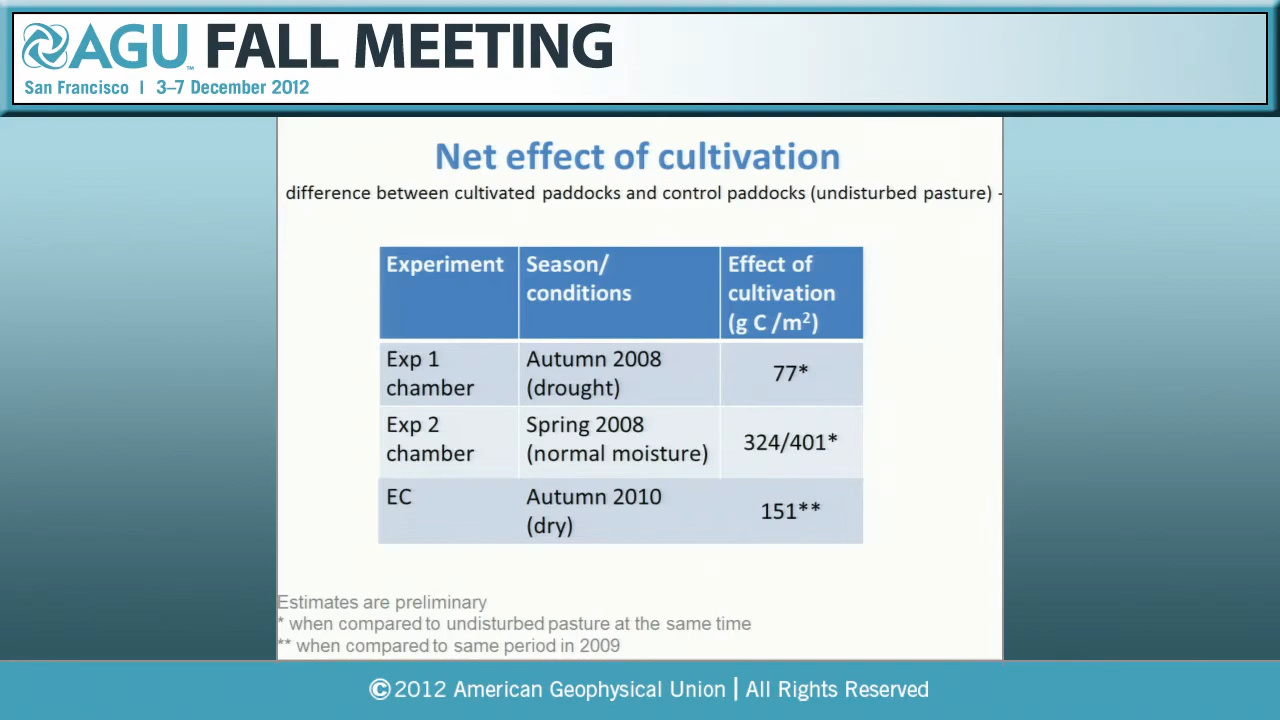 AGU™ FALL MEETING
San Francisco | 3–7 December 2012
Net effect of cultivation
difference between cultivated paddocks and control paddocks (undisturbed pasture) -
Experiment
Season/
conditions
Effect of
cultivation
(g C /m²)
Exp 1
chamber
Autumn 2008
(drought)
77*
Exp 2
chamber
Spring 2008
(normal moisture)
324/401*
EC
Autumn 2010
(dry)
151**
Estimates are preliminary
* when compared to undisturbed pasture at the same time
** when compared to same period in 2009
©2012 American Geophysical Union | All Rights Reserved